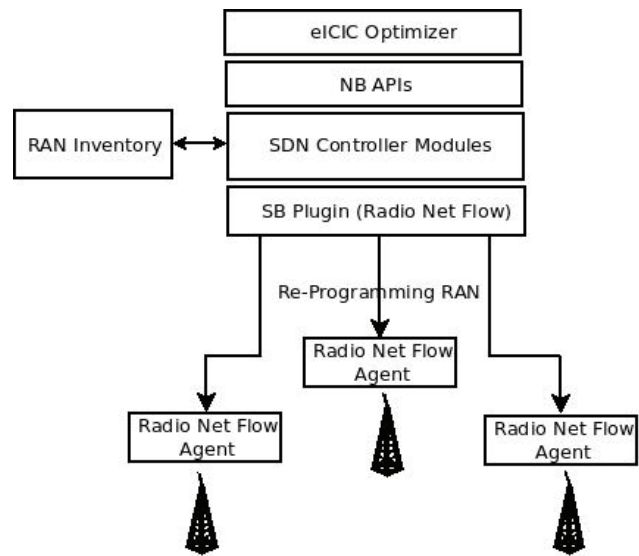 eICIC Optimizer
NB APIs
RAN Inventory
SDN Controller Modules
SB Plugin (Radio Net Flow)
Re-Programming RAN
Radio Net Flow
Agent
Radio Net Flow
Agent
Radio Net Flow
Agent